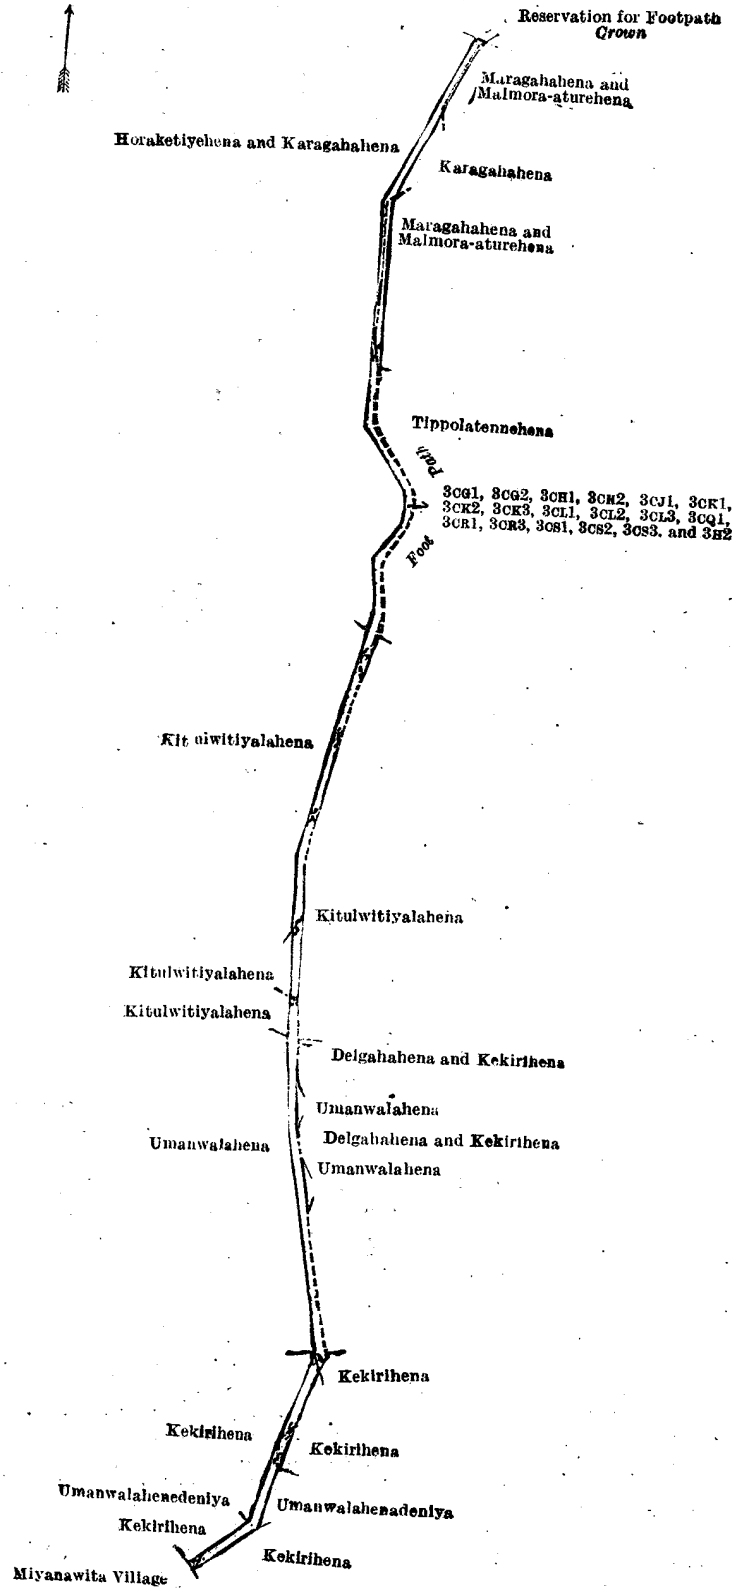 Reservation for Footpath
Crown
Maragahahena and
Malmora-aturehena
Horaketiyehena and Karagahahena
Karagahahena
Maragahahena and
Malmora-aturehena
Tippolatennehena
Path
3CG1, 3CG2, 3CH1, 3CH2, 3CJ1, 3CK1,
3CK2, 3CK3, 3CL1, 3CL2, 3CL3, 3CQ1,
3CR1, 3CR3, 3CS1, 3CS2, 3CS3. and 3H2
Foot
Kitulwitiyalahena
Kitulwitiyalahena
Kitulwitiyalahena
Delgahahena and Kekirihena
Umanwalahena
Delgahahena and Kekirihena
Umanwalahena
Umanwalahena
Kekirihena
Kekirihena
Kekirihena
Umanwalahenedeniya
Umanwalahenadeniya
Kekirihena
Kekirihena
Miyanawita Village